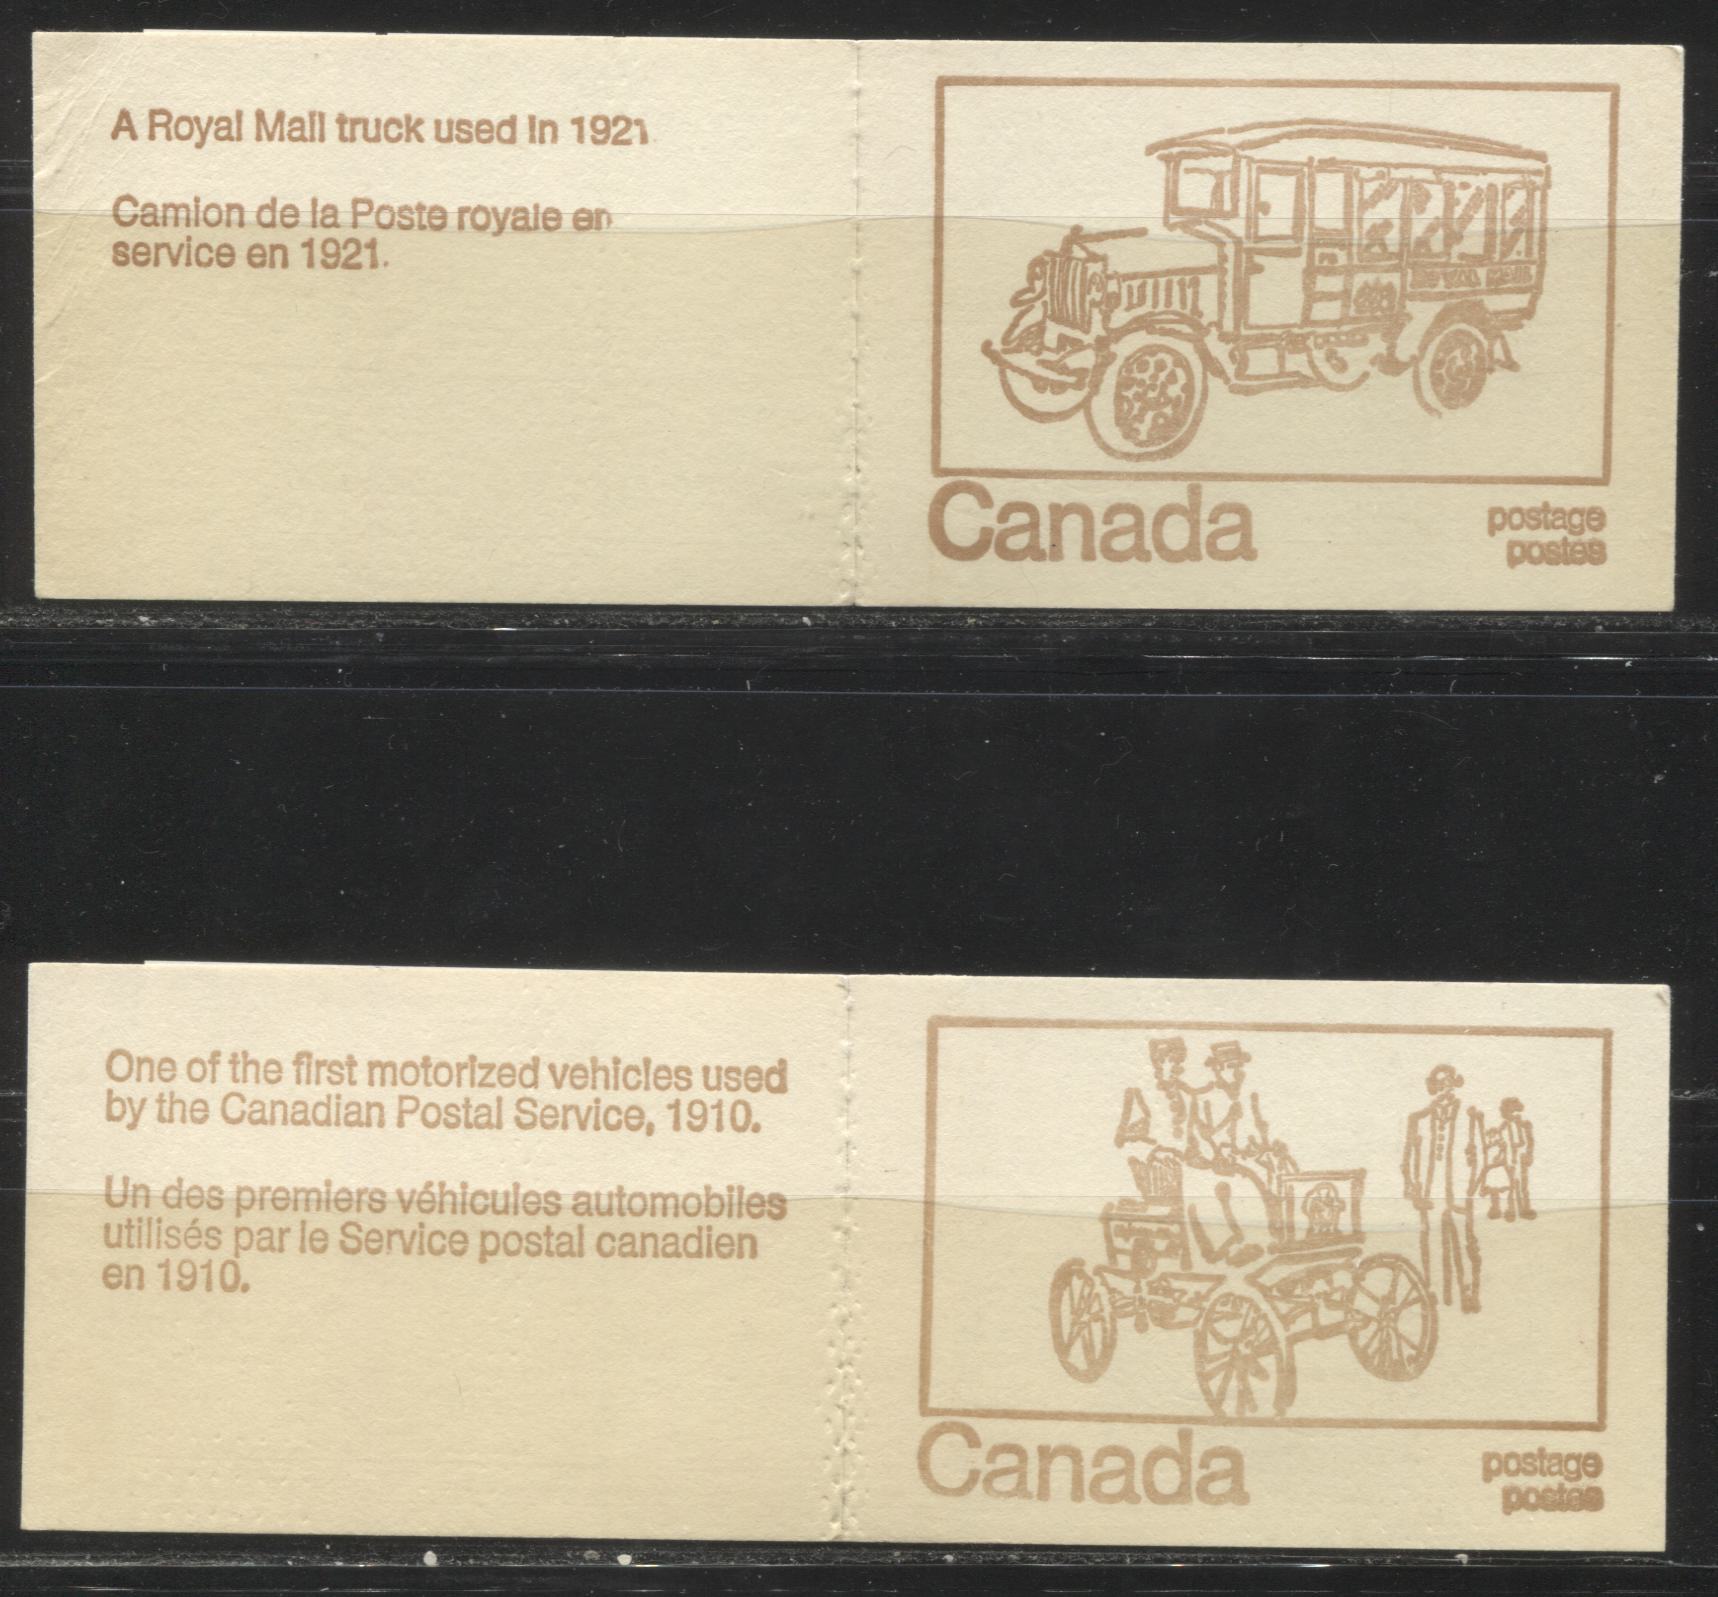 A Royal Mail truck used in 1921
Camion de la Poste royale en
service en 1921.
ROYAL MAIL
Canada
postage
postes
One of the first motorized vehicles used
by the Canadian Postal Service, 1910.
Un des premiers véhicules automobiles
utilisés par le Service postal canadien
en 1910.
Canada
postage
postes